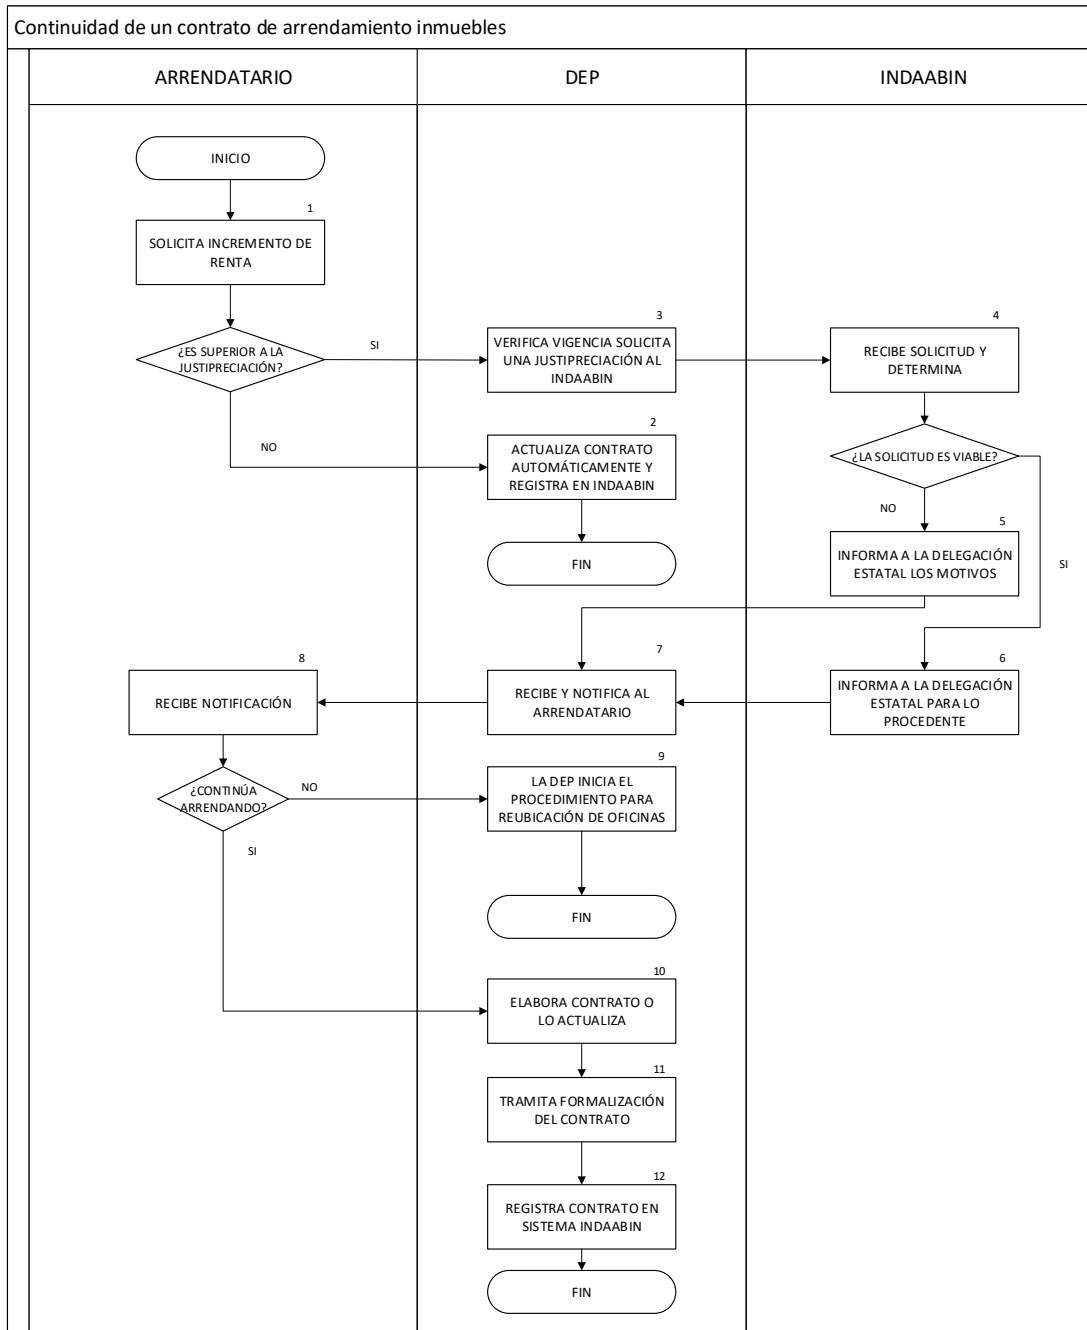 Continuidad de un contrato de arrendamiento inmuebles
ARRENDATARIO
DEP
INDAABIN
INICIO
1
SOLICITA INCREMENTO DE
RENTA
¿ES SUPERIOR A LA
JUSTIPRECIACIÓN?
SI
NO
3
VERIFICA VIGENCIA SOLICITA
UNA JUSTIPRECIACIÓN AL
INDAABIN
4
RECIBE SOLICITUD Y
DETERMINA
2
ACTUALIZA CONTRATO
AUTOMÁTICAMENTE Y
REGISTRA EN INDAABIN
FIN
¿LA SOLICITUD ES VIABLE?
NO
SI
5
INFORMA A LA DELEGACIÓN
ESTATAL LOS MOTIVOS
6
INFORMA A LA DELEGACIÓN
ESTATAL PARA LO
PROCEDENTE
7
RECIBE Y NOTIFICA AL
ARRENDATARIO
8
RECIBE NOTIFICACIÓN
¿CONTINÚA
ARRENDANDO?
NO
SI
9
LA DEP INICIA EL
PROCEDIMIENTO PARA
REUBICACIÓN DE OFICINAS
FIN
10
ELABORA CONTRATO O
LO ACTUALIZA
11
TRAMITA FORMALIZACIÓN
DEL CONTRATO
12
REGISTRA CONTRATO EN
SISTEMA INDAABIN
FIN